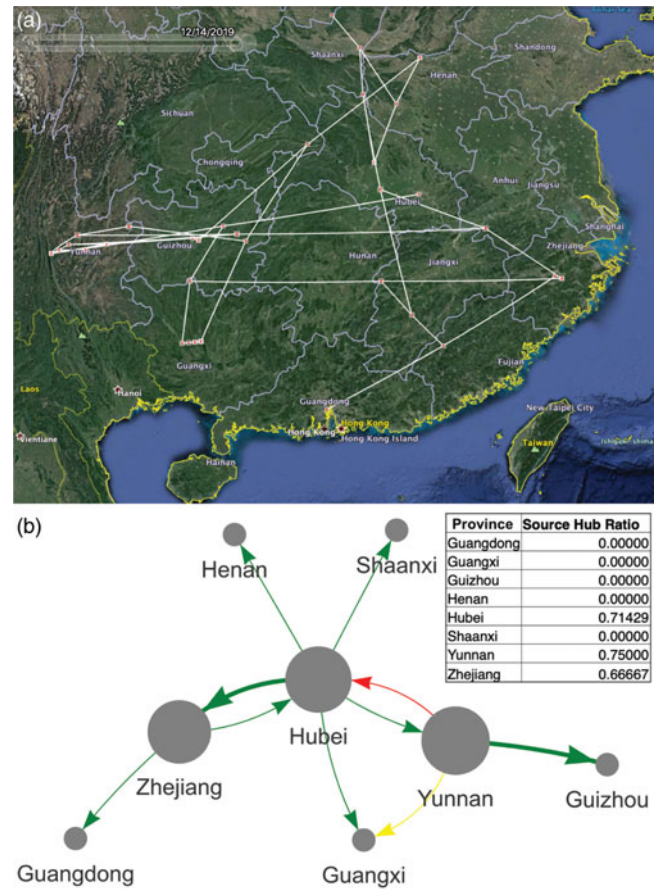 (a)
12/14/2019
Shaanxi
Shandong
Henan
Sichuan
Chongqing
Anhui
Jiangsu
Hubei
Shanghai
Zhejiang
Yunnan
Guizhou
Hunan
Jiangxi
Guangxi
Fujian
Laos
Hanoi
Guangdong
New Taipei City
Hong Kong
Hong Kong
Hong Kong Island
Vientiane
Taiwan
Hainan
(b)
Province Source Hub Ratio
Guangdong 0.00000
Guangxi 0.00000
Guizhou 0.00000
Henan 0.00000
Hubei 0.71429
Shaanxi 0.00000
Yunnan 0.75000
Zhejiang 0.66667
Henan
Shaanxi
Hubei
Zhejiang
Yunnan
Guizhou
Guangdong
Guangxi